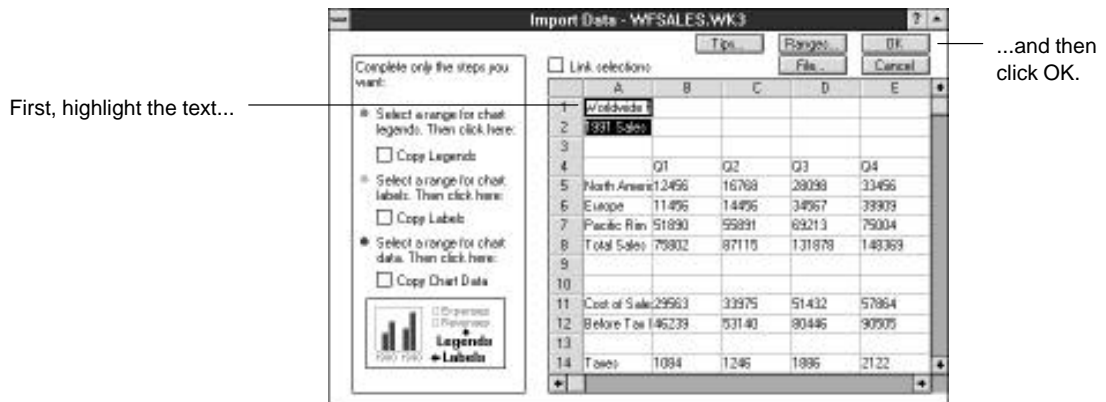 Import Data - WFSALES.WK3
?
Tips... Ranges... OK
File... Cancel
...and then
click OK.
First, highlight the text...
Complete only the steps you
want:
Select a range for chart
legends. Then click here:
Copy Legends
Select a range for chart
labels. Then click here:
Copy Labels
Select a range for chart
data. Then click here:
Copy Chart Data
Expenses
Revenues
Legends
1980 1990 Labels
Link selections
A B C D E
1 Worldwide
2 1991 Sales
3
4 Q1 Q2 Q3 Q4
5 North Americ 12456 16768 28098 33456
6 Europe 11456 14456 34567 39909
7 Pacific Rim 51890 55891 69213 75004
8 Total Sales 75802 87115 131878 148369
9
10
11 Cost of Sale 29563 33975 51432 57864
12 Before Tax 46239 53140 80446 90505
13
14 Taxes 1084 1246 1886 2122